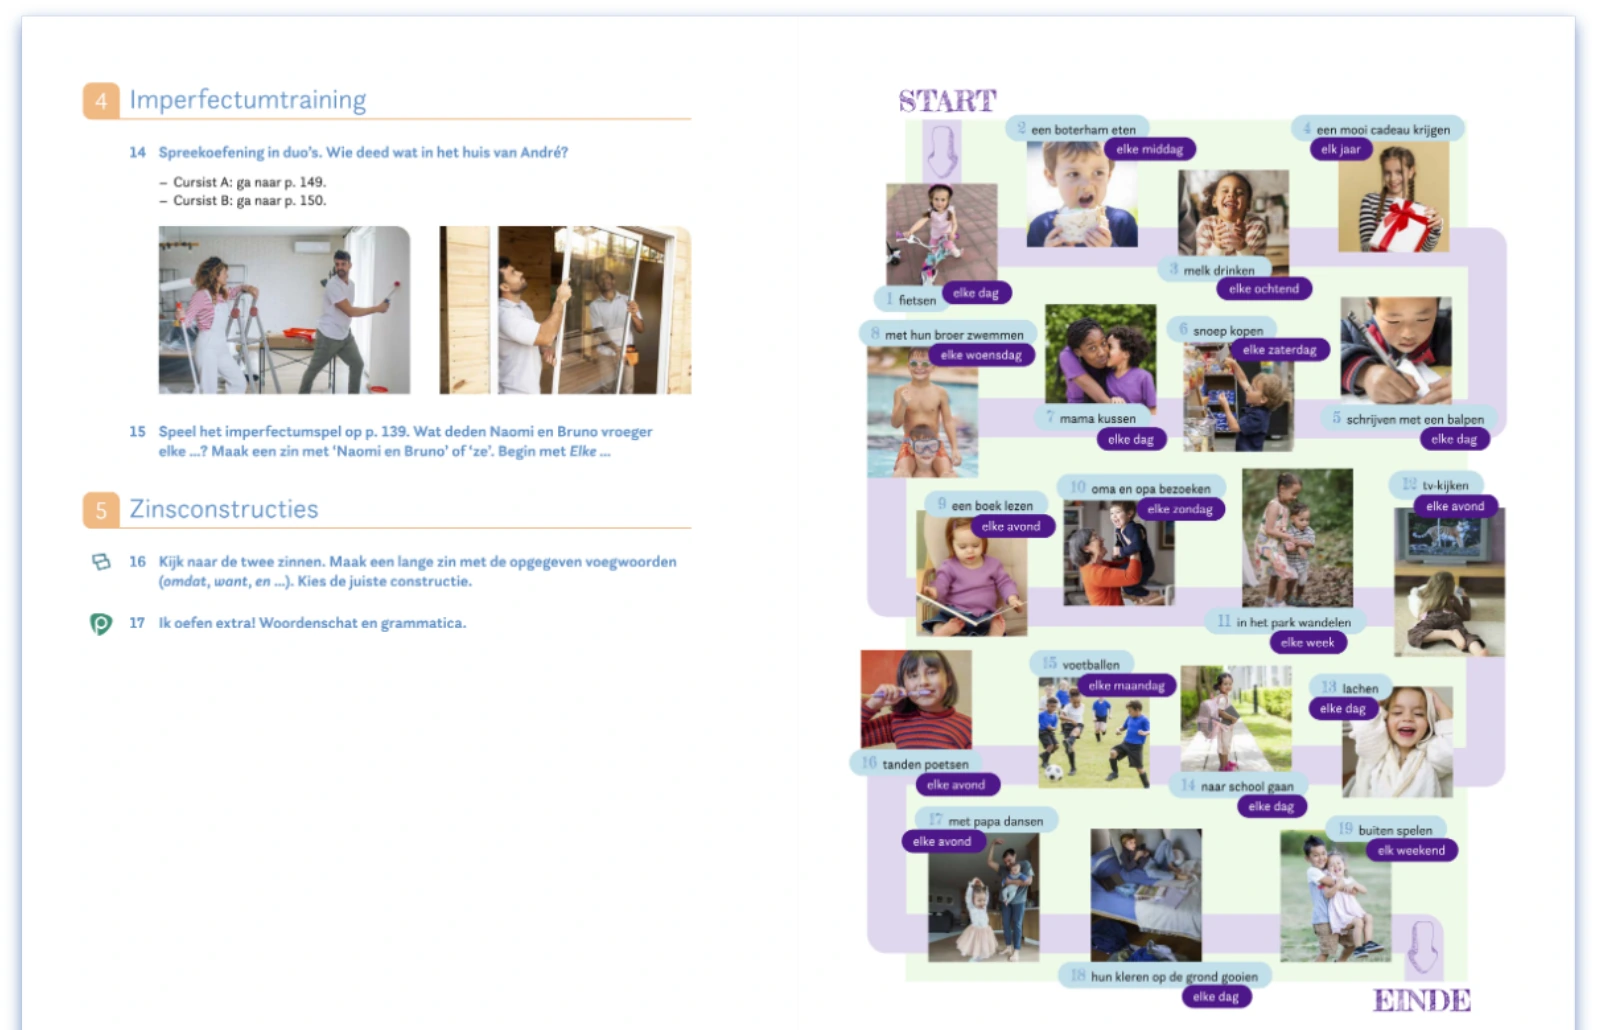 4 Imperfectumtraining
14 Spreekoefening in duo's. Wie deed wat in het huis van André?
– Cursist A: ga naar p. 149.
– Cursist B: ga naar p. 150.
15 Speel het imperfectumspel op p. 139. Wat deden Naomi en Bruno vroeger
elke ...? Maak een zin met ‘Naomi en Bruno’ of ‘ze’. Begin met Elke ...
5 Zinsconstructies
16 Kijk naar de twee zinnen. Maak een lange zin met de opgegeven voegwoorden
(omdat, want, en ...). Kies de juiste constructie.
17 Ik oefen extra! Woordenschat en grammatica.
START
1 fietsen
elke dag
2 een boterham eten
elke middag
3 melk drinken
elke ochtend
4 een mooi cadeau krijgen
elk jaar
5 schrijven met een balpen
elke dag
6 snoep kopen
elke zaterdag
7 mama kussen
elke dag
8 met hun broer zwemmen
elke woensdag
9 een boek lezen
elke avond
10 oma en opa bezoeken
elke zondag
11 in het park wandelen
elke week
12 tv-kijken
elke avond
13 lachen
elke dag
14 naar school gaan
elke dag
15 voetballen
elke maandag
16 tanden poetsen
elke avond
17 met papa dansen
elke avond
18 hun kleren op de grond gooien
elke dag
19 buiten spelen
elk weekend
EINDE